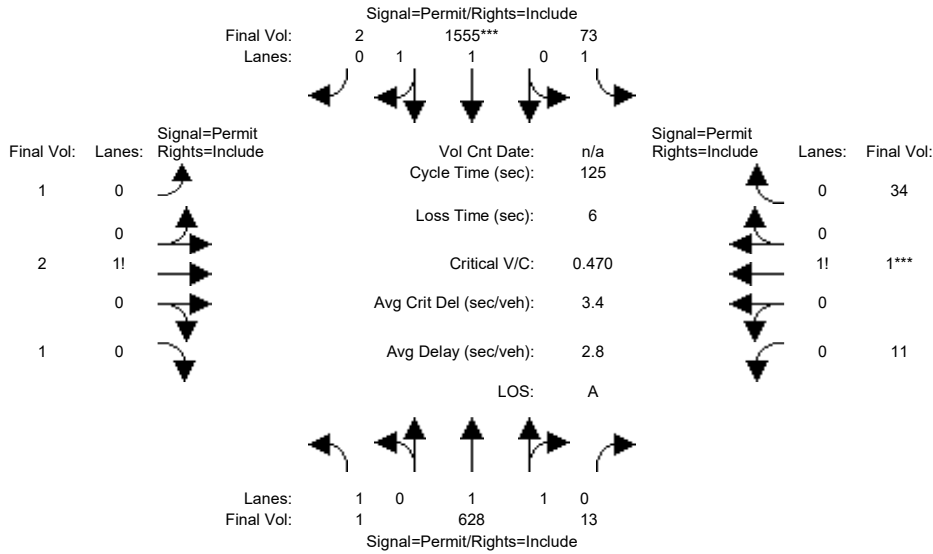 Signal=Permit/Rights=Include
Final Vol: 2 1555*** 73
Lanes: 0 1 1 0 1
Signal=Permit Signal=Permit
Final Vol: Lanes: Rights=Include Vol Cnt Date: n/a Rights=Include Lanes: Final Vol:
Cycle Time (sec): 125
1 0 0 34
Loss Time (sec): 6
0 0
2 1! Critical V/C: 0.470 1! 1***
0 Avg Crit Del (sec/veh): 3.4 0
1 0 Avg Delay (sec/veh): 2.8 0 11
LOS: A
Lanes: 1 0 1 1 0
Final Vol: 1 628 13
Signal=Permit/Rights=Include